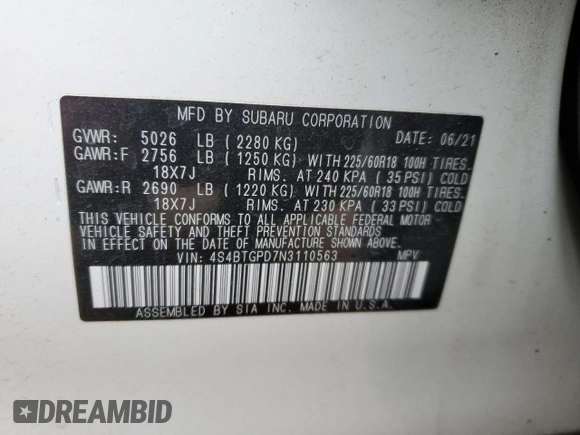 MFD BY SUBARU CORPORATION
GVWR: 5026 LB (2280 KG) DATE: 06/21
GAWR:F 2756 LB (1250 KG) WITH 225/60R18 100H TIRES.
18X7J RIMS. AT 240 KPA (35 PSI) COLD
GAWR:R 2690 LB (1220 KG) WITH 225/60R18 100H TIRES.
18X7J RIMS. AT 230 KPA (33 PSI) COLD
THIS VEHICLE CONFORMS TO ALL APPLICABLE FEDERAL MOTOR
VEHICLE SAFETY AND THEFT PREVENTION STANDARDS IN EFFECT
ON THE DATE OF MANUFACTURE SHOWN ABOVE.
VIN: 4S4BTGPD7N3110563 MPV
ASSEMBLED BY SIA INC. MADE IN U.S.A.
DREAMBID